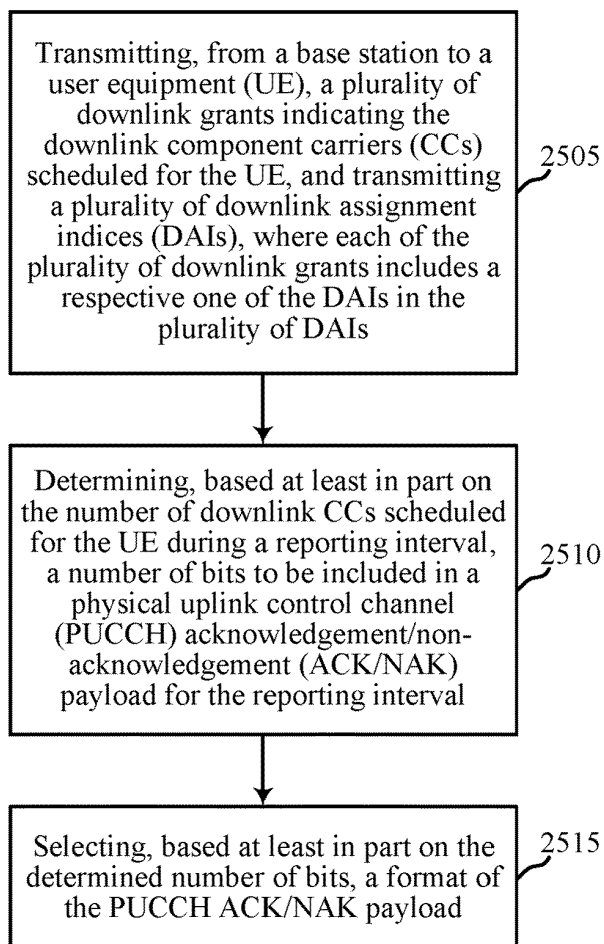 Transmitting, from a base station to a
user equipment (UE), a plurality of
downlink grants indicating the
downlink component carriers (CCs)
scheduled for the UE, and transmitting
a plurality of downlink assignment
indices (DAIs), where each of the
plurality of downlink grants includes a
respective one of the DAIs in the
plurality of DAIs
2505
Determining, based at least in part on
the number of downlink CCs scheduled
for the UE during a reporting interval,
a number of bits to be included in a
physical uplink control channel
(PUCCH) acknowledgement/non-
acknowledgement (ACK/NAK)
payload for the reporting interval
2510
Selecting, based at least in part on the
determined number of bits, a format of
the PUCCH ACK/NAK payload
2515